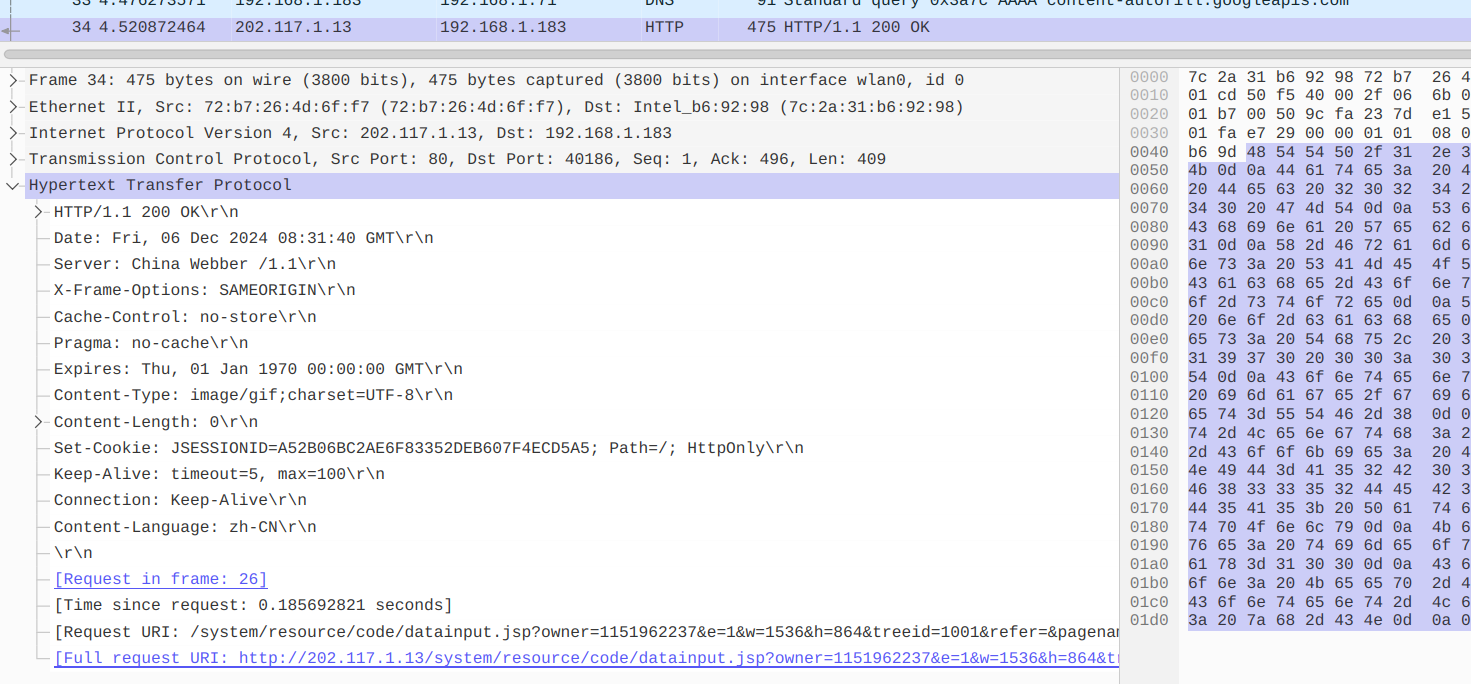 33 4.476273571 192.168.1.183 192.168.1.71 DNS 91 Standard query 0x3a7c AAAA content-autofill.googleapis.com
34 4.520872464 202.117.1.13 192.168.1.183 HTTP 475 HTTP/1.1 200 OK
Frame 34: 475 bytes on wire (3800 bits), 475 bytes captured (3800 bits) on interface wlan0, id 0
Ethernet II, Src: 72:b7:26:4d:6f:f7 (72:b7:26:4d:6f:f7), Dst: Intel_b6:92:98 (7c:2a:31:b6:92:98)
Internet Protocol Version 4, Src: 202.117.1.13, Dst: 192.168.1.183
Transmission Control Protocol, Src Port: 80, Dst Port: 40186, Seq: 1, Ack: 496, Len: 409
Hypertext Transfer Protocol
HTTP/1.1 200 OK\r\n
Date: Fri, 06 Dec 2024 08:31:40 GMT\r\n
Server: China Webber /1.1\r\n
X-Frame-Options: SAMEORIGIN\r\n
Cache-Control: no-store\r\n
Pragma: no-cache\r\n
Expires: Thu, 01 Jan 1970 00:00:00 GMT\r\n
Content-Type: image/gif;charset=UTF-8\r\n
Content-Length: 0\r\n
Set-Cookie: JSESSIONID=A52B06BC2AE6F83352DEB607F4ECD5A5; Path=/; HttpOnly\r\n
Keep-Alive: timeout=5, max=100\r\n
Connection: Keep-Alive\r\n
Content-Language: zh-CN\r\n
\r\n
[Request in frame: 26]
[Time since request: 0.185692821 seconds]
[Request URI: /system/resource/code/datainput.jsp?owner=1151962237&e=1&w=1536&h=864&treeid=1001&refer=&pagenam
[Full request URI: http://202.117.1.13/system/resource/code/datainput.jsp?owner=1151962237&e=1&w=1536&h=864&tr
0000 7c 2a 31 b6 92 98 72 b7 26 4
0010 01 cd 50 f5 40 00 2f 06 6b 0
0020 01 b7 00 50 9c fa 23 7d e1 5
0030 01 fa e7 29 00 00 01 01 08 0
0040 b6 9d 48 54 54 50 2f 31 2e 3
0050 4b 0d 0a 44 61 74 65 3a 20 4
0060 20 44 65 63 20 32 30 32 34 2
0070 34 30 20 47 4d 54 0d 0a 53 6
0080 43 68 69 6e 61 20 57 65 62 6
0090 31 0d 0a 58 2d 46 72 61 6d 6
00a0 6e 73 3a 20 53 41 4d 45 4f 5
00b0 43 61 63 68 65 2d 43 6f 6e 7
00c0 6f 2d 73 74 6f 72 65 0d 0a 5
00d0 20 6e 6f 2d 63 61 63 68 65 0
00e0 65 73 3a 20 54 68 75 2c 20 3
00f0 31 39 37 30 20 30 30 3a 30 3
0100 54 0d 0a 43 6f 6e 74 65 6e 7
0110 20 69 6d 61 67 65 2f 67 69 6
0120 65 74 3d 55 54 46 2d 38 0d 0
0130 74 2d 4c 65 6e 67 74 68 3a 2
0140 2d 43 6f 6f 6b 69 65 3a 20 4
0150 4e 49 44 3d 41 35 32 42 30 3
0160 46 38 33 33 35 32 44 45 42 3
0170 44 35 41 35 3b 20 50 61 74 6
0180 74 70 4f 6e 6c 79 0d 0a 4b 6
0190 76 65 3a 20 74 69 6d 65 6f 7
01a0 61 78 3d 31 30 30 0d 0a 43 6
01b0 6f 6e 3a 20 4b 65 65 70 2d 4
01c0 43 6f 6e 74 65 6e 74 2d 4c 6
01d0 3a 20 7a 68 2d 43 4e 0d 0a 0